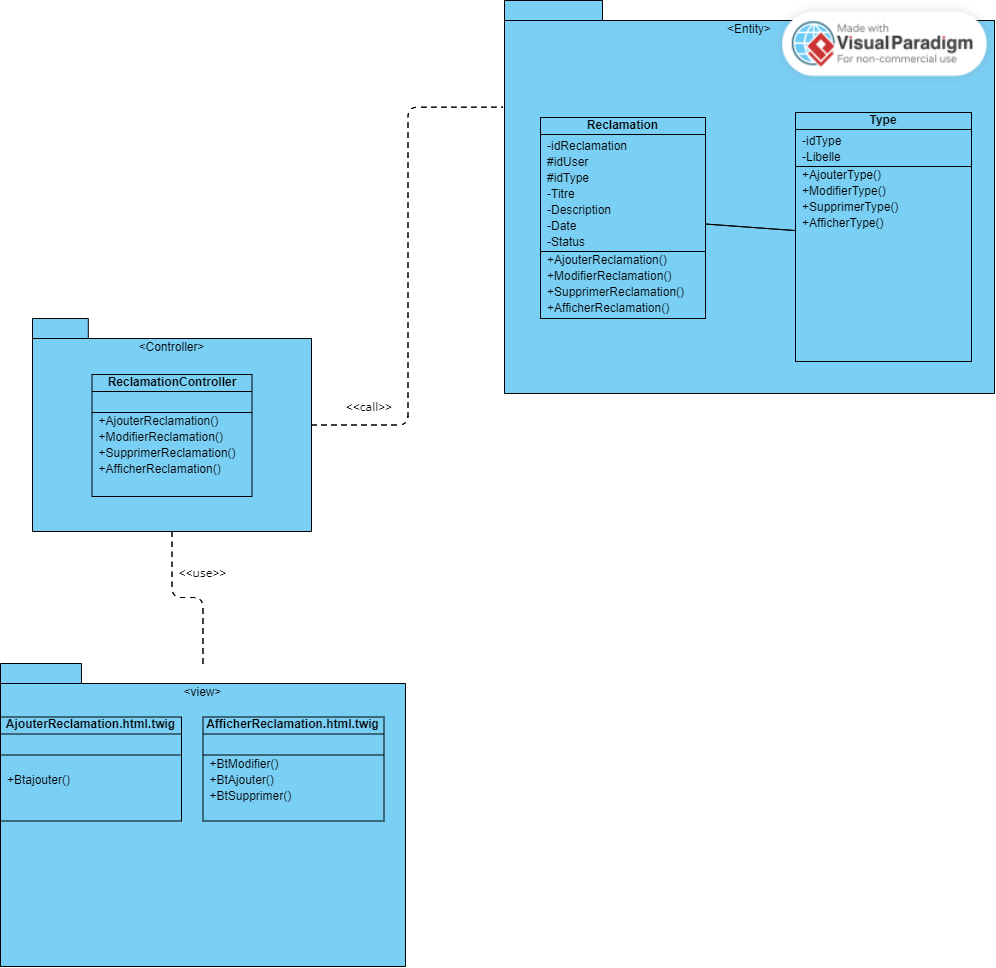 <Entity>
Made with
VisualParadigm
For non-commercial use
Reclamation
-idReclamation
#idUser
#idType
-Titre
-Description
-Date
-Status
+AjouterReclamation()
+ModifierReclamation()
+SupprimerReclamation()
+AfficherReclamation()
Type
-idType
-Libelle
+AjouterType()
+ModifierType()
+SupprimerType()
+AfficherType()
<Controller>
ReclamationController
+AjouterReclamation()
+ModifierReclamation()
+SupprimerReclamation()
+AfficherReclamation()
<<call>>
<<use>>
<view>
AjouterReclamation.html.twig
+Btajouter()
AfficherReclamation.html.twig
+BtModifier()
+BtAjouter()
+BtSupprimer()